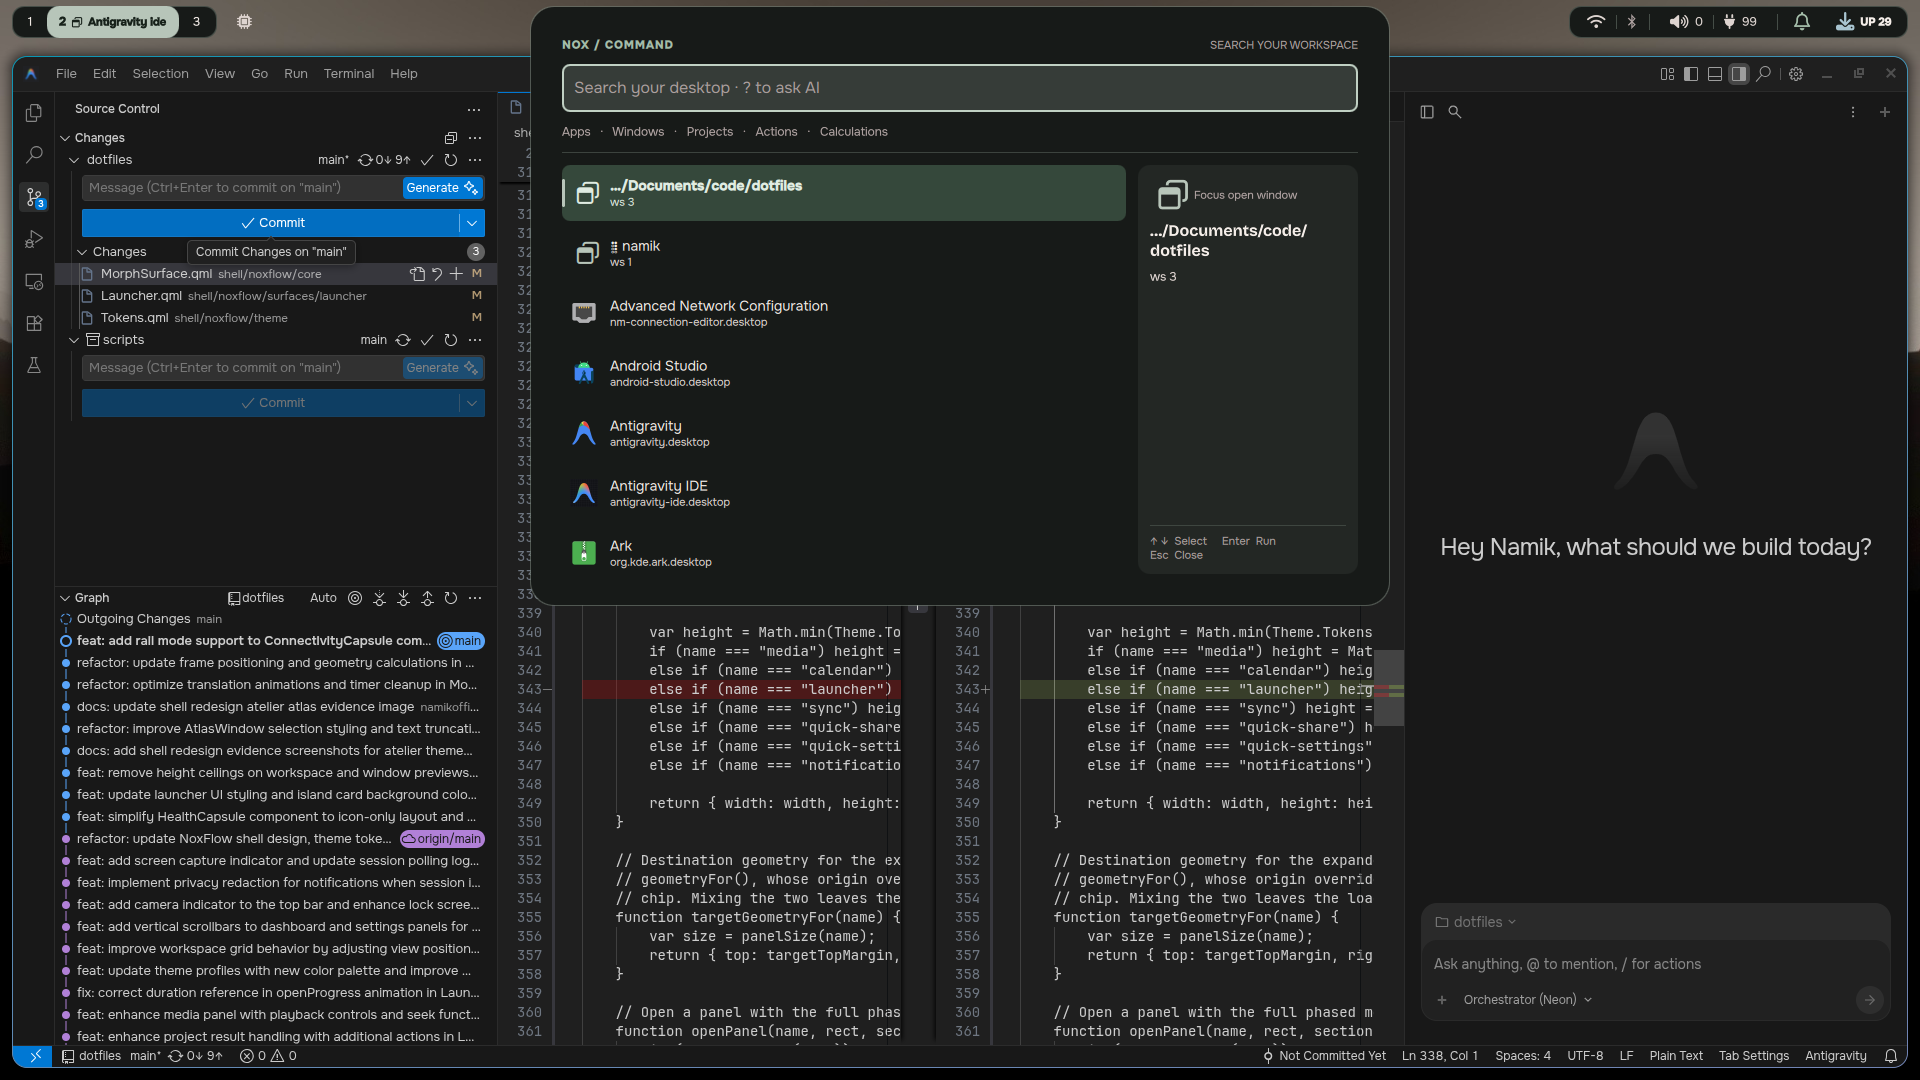 1 2 Antigravity ide 3
0 99 UP 29
File Edit Selection View Go Run Terminal Help
NOX / COMMAND
SEARCH YOUR WORKSPACE
Search your desktop · ? to ask AI
Apps · Windows · Projects · Actions · Calculations
.../Documents/code/dotfiles
ws 3
namik
ws 1
Advanced Network Configuration
nm-connection-editor.desktop
Android Studio
android-studio.desktop
Antigravity
antigravity.desktop
Antigravity IDE
antigravity-ide.desktop
Ark
org.kde.ark.desktop
Focus open window
.../Documents/code/
dotfiles
ws 3
↑ ↓ Select Enter Run
Esc Close
Source Control
Changes
dotfiles main* 0↓ 9↑
Message (Ctrl+Enter to commit on "main") Generate
Commit
Commit Changes on "main"
Changes 3
MorphSurface.qml shell/noxflow/core M
Launcher.qml shell/noxflow/surfaces/launcher M
Tokens.qml shell/noxflow/theme M
scripts main
Message (Ctrl+Enter to commit on "main") Generate
Commit
3
Graph dotfiles Auto
Outgoing Changes main
feat: add rail mode support to ConnectivityCapsule com... main
refactor: update frame positioning and geometry calculations in ...
refactor: optimize translation animations and timer cleanup in Mo...
docs: update shell redesign atelier atlas evidence image namikoffi...
refactor: improve AtlasWindow selection styling and text truncati...
docs: add shell redesign evidence screenshots for atelier theme...
feat: remove height ceilings on workspace and window previews...
feat: update launcher UI styling and island card background colo...
feat: simplify HealthCapsule component to icon-only layout and ...
refactor: update NoxFlow shell design, theme toke... origin/main
feat: add screen capture indicator and update session polling log...
feat: implement privacy redaction for notifications when session i...
feat: add camera indicator to the top bar and enhance lock scree...
feat: add vertical scrollbars to dashboard and settings panels for ...
feat: improve workspace grid behavior by adjusting view position...
feat: update theme profiles with new color palette and improve ...
fix: correct duration reference in openProgress animation in Laun...
feat: enhance media panel with playback controls and seek funct...
feat: enhance project result handling with additional actions in L...
339
340 var height = Math.min(Theme.To
341 if (name === "media") height =
342 else if (name === "calendar")
343− else if (name === "launcher")
344 else if (name === "sync") heig
345 else if (name === "quick-share
346 else if (name === "quick-setti
347 else if (name === "notificatio
348
349 return { width: width, height:
350 }
351
352 // Destination geometry for the ex
353 // geometryFor(), whose origin ove
354 // chip. Mixing the two leaves the
355 function targetGeometryFor(name) {
356 var size = panelSize(name);
357 return { top: targetTopMargin,
358 }
359
360 // Open a panel with the full phas
361 function openPanel(name, rect, sec
339
340 var height = Math.min(Theme.Tokens
341 if (name === "media") height = Mat
342 else if (name === "calendar") heig
343+ else if (name === "launcher") heig
344 else if (name === "sync") height =
345 else if (name === "quick-share") h
346 else if (name === "quick-settings"
347 else if (name === "notifications")
348
349 return { width: width, height: hei
350 }
351
352 // Destination geometry for the expand
353 // geometryFor(), whose origin overrid
354 // chip. Mixing the two leaves the loa
355 function targetGeometryFor(name) {
356 var size = panelSize(name);
357 return { top: targetTopMargin, rig
358 }
359
360 // Open a panel with the full phased m
361 function openPanel(name, rect, section
Hey Namik, what should we build today?
dotfiles
Ask anything, @ to mention, / for actions
+ Orchestrator (Neon)
dotfiles main* 0↓ 9↑ 0 0
Not Committed Yet Ln 338, Col 1 Spaces: 4 UTF-8 LF Plain Text Tab Settings Antigravity